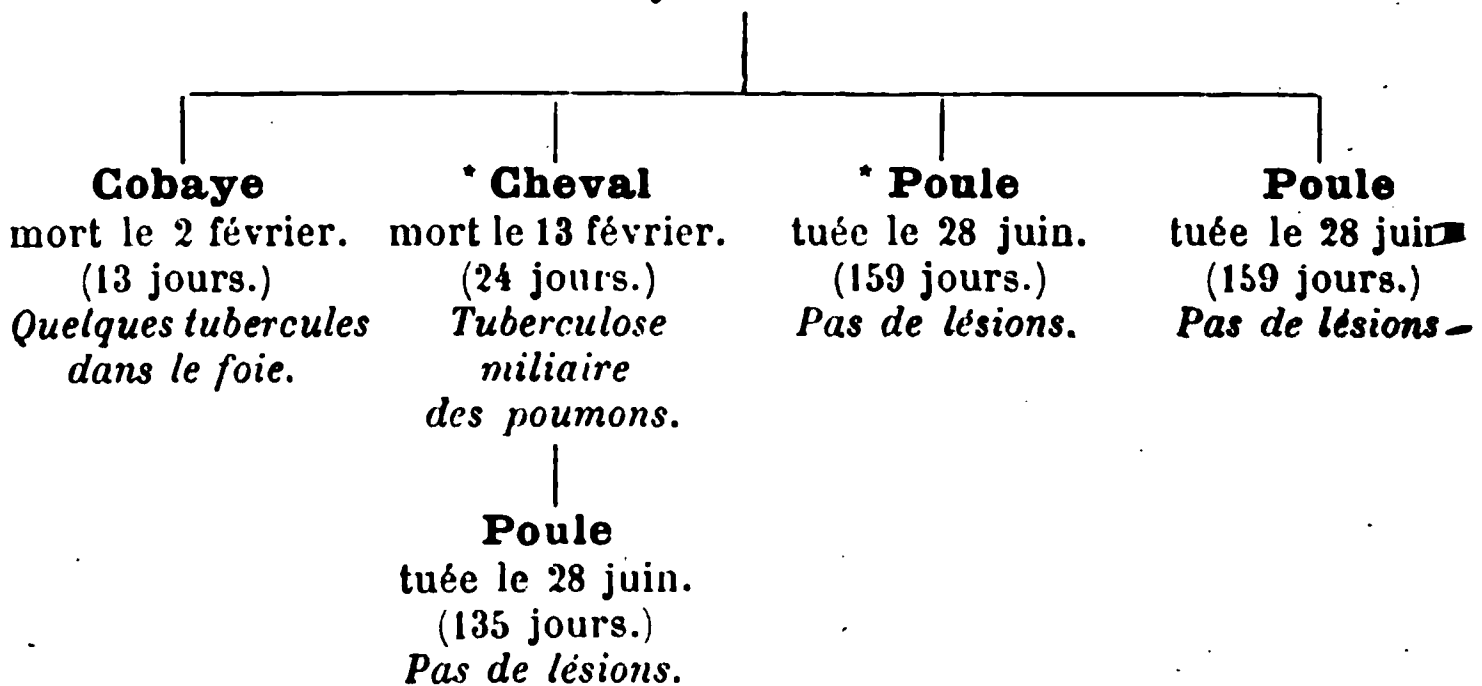 Cobaye
mort le 2 février.
(13 jours.)
Quelques tubercules
dans le foie.
* Cheval
mort le 13 février.
(24 jours.)
Tuberculose
miliaire
des poumons.
* Poule
tuée le 28 juin.
(159 jours.)
Pas de lésions.
Poule
tuée le 28 juin
(159 jours.)
Pas de lésions
Poule
tuée le 28 juin.
(135 jours.)
Pas de lésions.